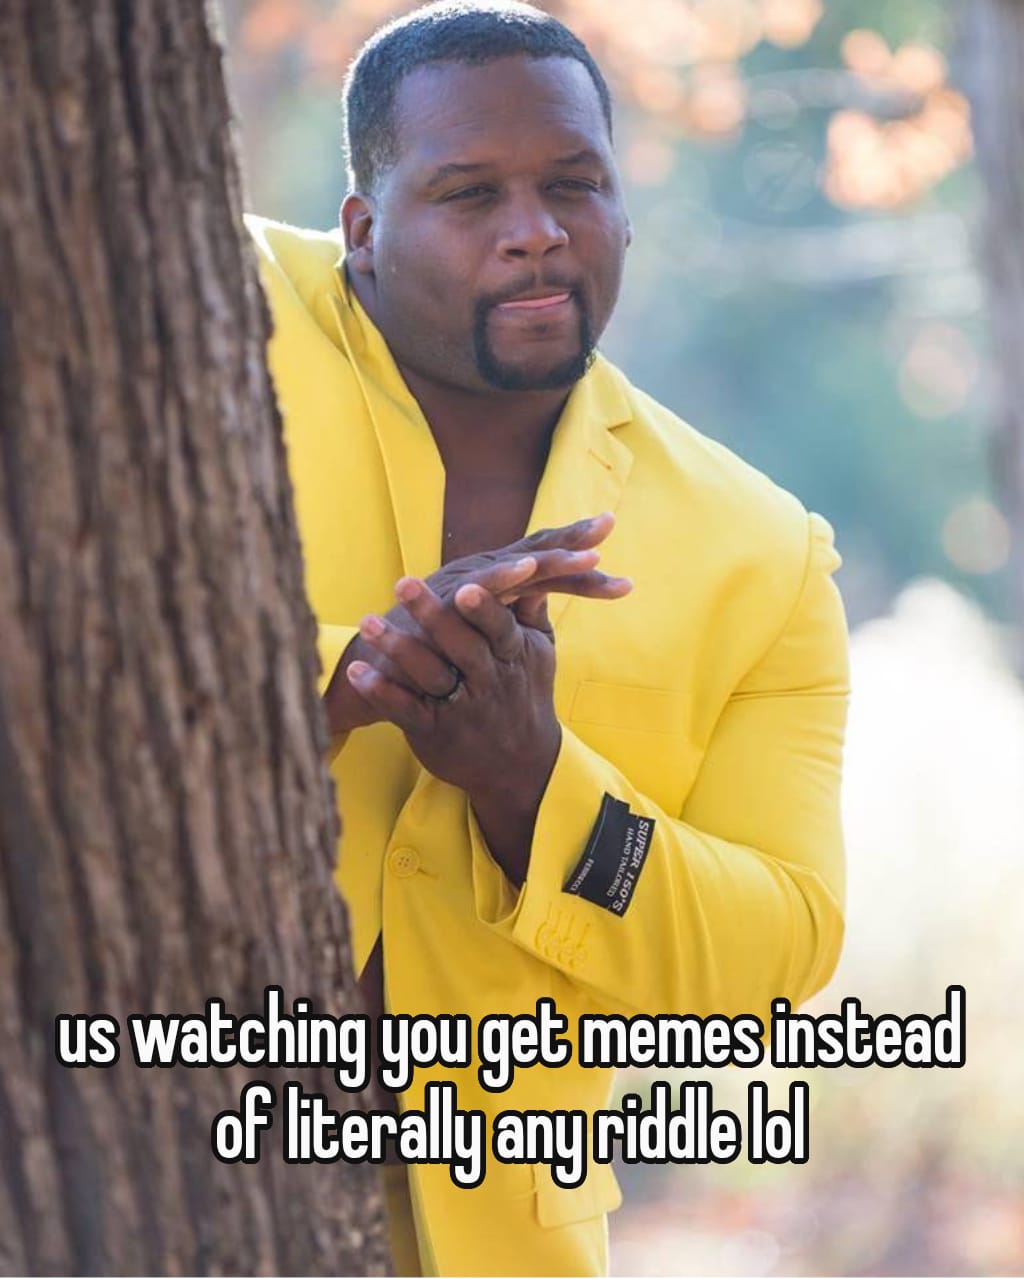 SUPER 150'S
HAND TAILORED
us watching you get memes instead
of literally any riddle lol